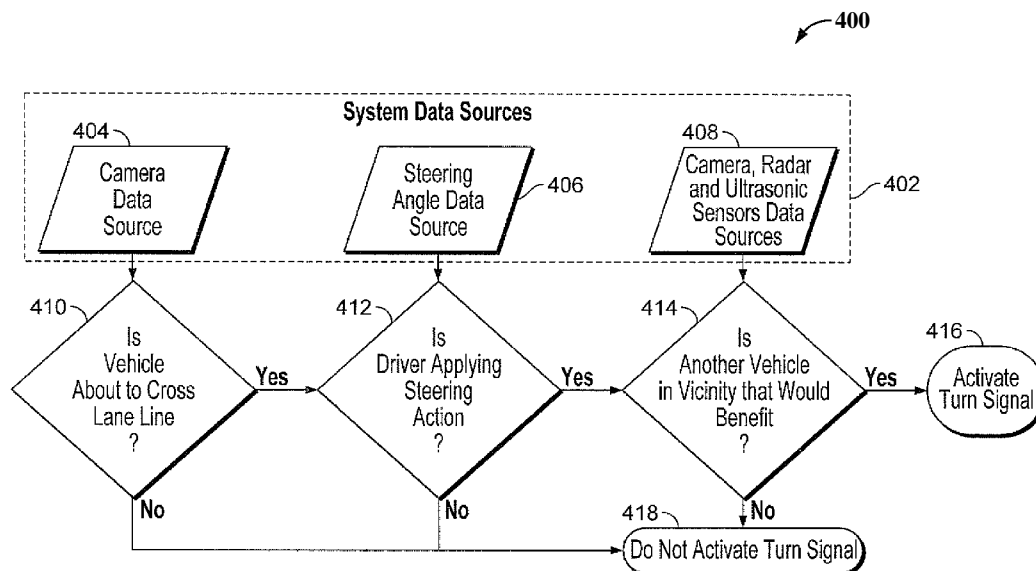 400
System Data Sources
404
Camera
Data
Source
Steering
Angle Data
Source
406
408
Camera, Radar
and Ultrasonic
Sensors Data
Sources
402
410
Is
Vehicle
About to Cross
Lane Line
?
Yes
No
412
Is
Driver Applying
Steering
Action
?
Yes
No
414
Is
Another Vehicle
in Vicinity that Would
Benefit
?
Yes
No
416
Activate
Turn Signal
418
Do Not Activate Turn Signal